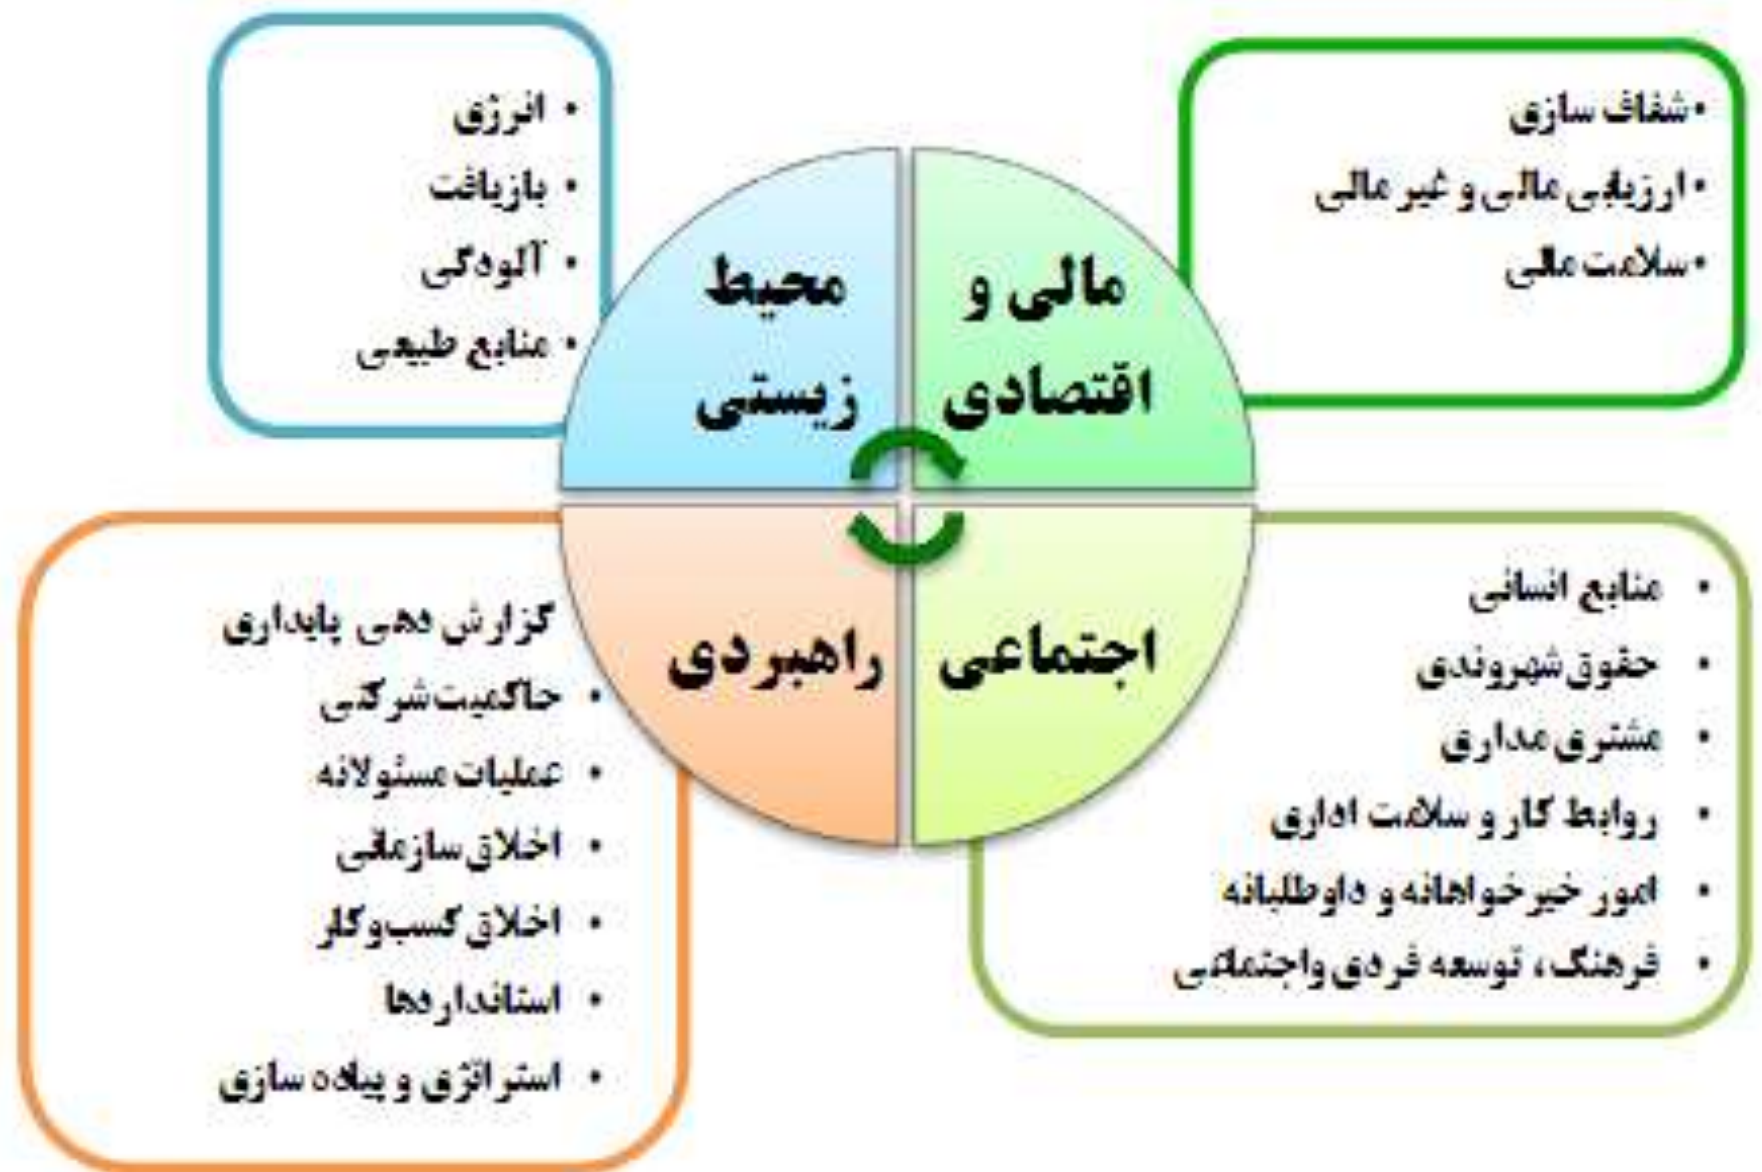 شفاف سازی
ارزیابی مالی و غیر مالی
سلامت مالی
انرژی
بازیافت
آلودگی
منابع طبیعی
مالی و
اقتصادی
محیط
زیستی
اجتماعی
راهبردی
منابع انسانی
حقوق شهروندی
مشتری مداری
روابط کار و سلامت اداری
امور خیرخواهانه و داوطلبانه
فرهنگ، توسعه فردی و اجتماعی
گزارش دهی پایداری
حاکمیت شرکتی
عملیات مسئولانه
اخلاق سازمانی
اخلاق کسب‌وکار
استانداردها
استراتژی و پیاده سازی